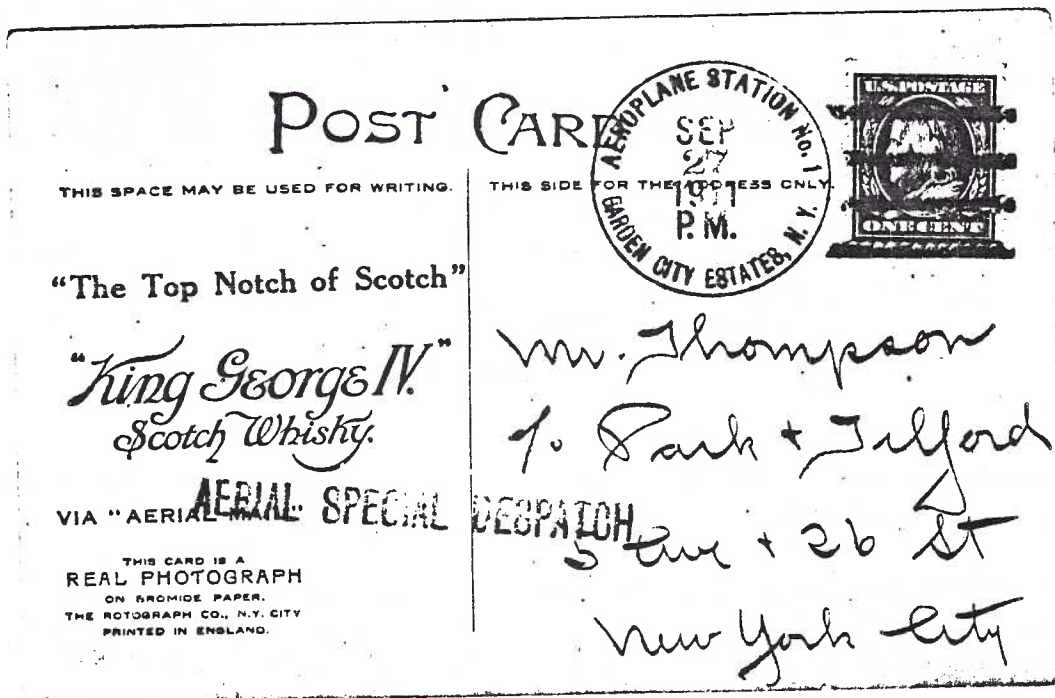 POST CARD
AEROPLANE STATION No. 1
GARDEN CITY ESTATES, N. Y.
SEP
27
1911
P.M.
U.S. POSTAGE
ONE CENT
THIS SPACE MAY BE USED FOR WRITING.
THIS SIDE FOR THE ADDRESS ONLY.
"The Top Notch of Scotch"
"King George IV."
Scotch Whisky.
VIA "AERIAL MAIL"
AERIAL SPECIAL DESPATCH
THIS CARD IS A
REAL PHOTOGRAPH
ON BROMIDE PAPER.
THE ROTOGRAPH CO., N.Y. CITY
PRINTED IN ENGLAND.
Mr. Thompson
c/o Park + Tilford
5 Ave + 26 St
New York City